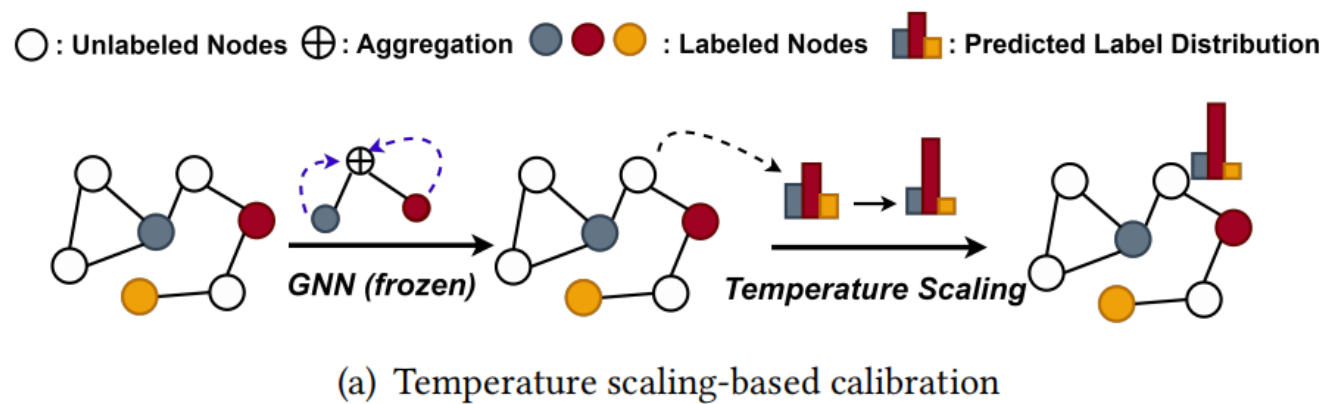 : Unlabeled Nodes : Aggregation : Labeled Nodes : Predicted Label Distribution
GNN (frozen)
Temperature Scaling
(a) Temperature scaling-based calibration